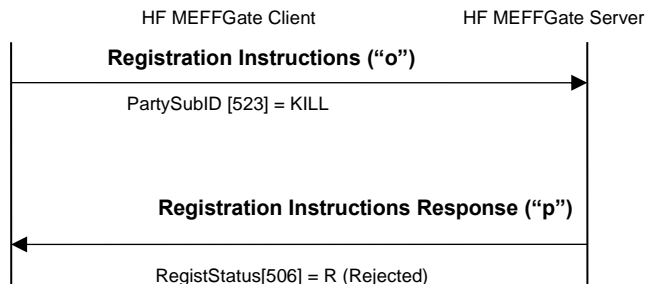 HF MEFFGate Client HF MEFFGate Server
Registration Instructions (“o”)
PartySubID [523] = KILL
Registration Instructions Response (“p”)
RegistStatus[506] = R (Rejected)